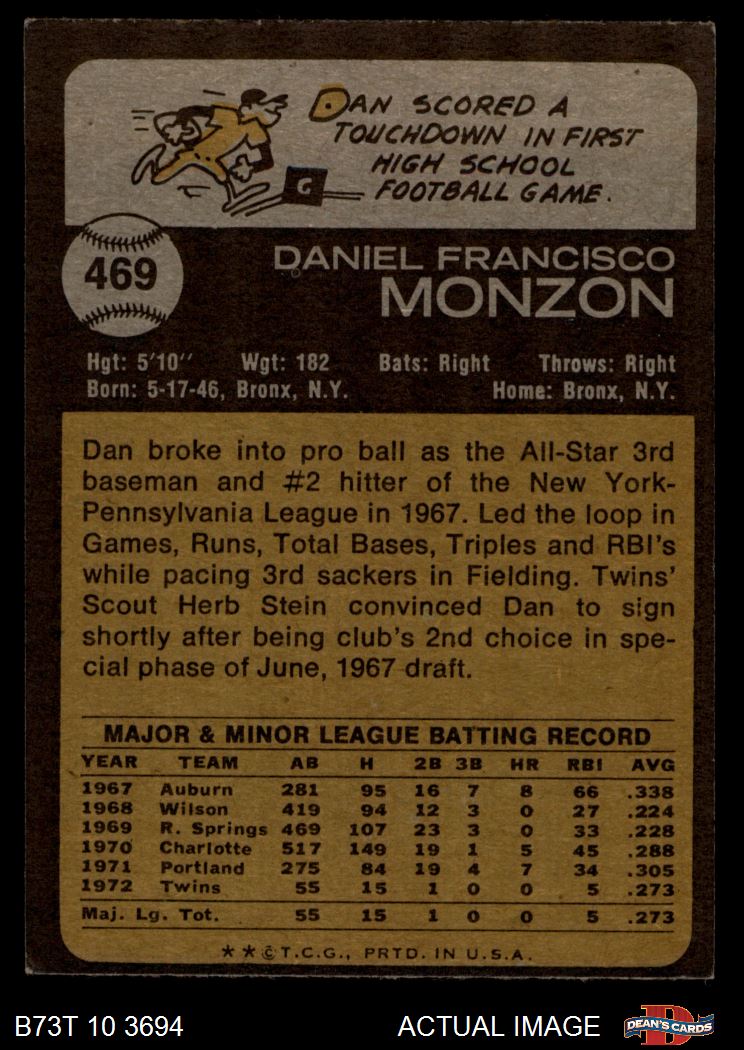 DAN SCORED A
TOUCHDOWN IN FIRST
HIGH SCHOOL
FOOTBALL GAME.
G
469
DANIEL FRANCISCO
MONZON
Hgt: 5'10'' Wgt: 182 Bats: Right Throws: Right
Born: 5-17-46, Bronx, N.Y. Home: Bronx, N.Y.
Dan broke into pro ball as the All-Star 3rd
baseman and #2 hitter of the New York-
Pennsylvania League in 1967. Led the loop in
Games, Runs, Total Bases, Triples and RBI's
while pacing 3rd sackers in Fielding. Twins'
Scout Herb Stein convinced Dan to sign
shortly after being club's 2nd choice in spe-
cial phase of June, 1967 draft.
MAJOR & MINOR LEAGUE BATTING RECORD
YEAR TEAM AB H 2B 3B HR RBI AVG
1967 Auburn 281 95 16 7 8 66 .338
1968 Wilson 419 94 12 3 0 27 .224
1969 R. Springs 469 107 23 3 0 33 .228
1970 Charlotte 517 149 19 1 5 45 .288
1971 Portland 275 84 19 4 7 34 .305
1972 Twins 55 15 1 0 0 5 .273
Maj. Lg. Tot. 55 15 1 0 0 5 .273
★★© T.C.G., PRTD. IN U.S.A.
B73T 10 3694 ACTUAL IMAGE DEAN'S CARDS